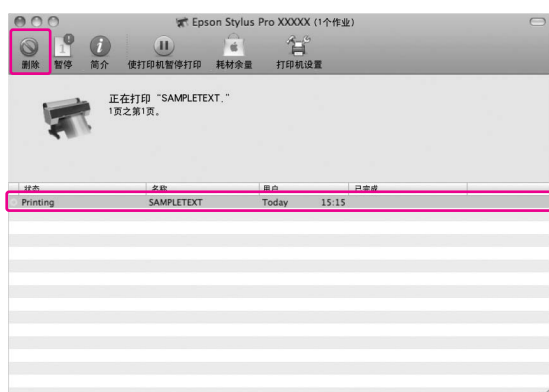 Epson Stylus Pro XXXXX (1个作业)
删除 暂停 简介 使打印机暂停打印 耗材余量 打印机设置
正在打印 “SAMPLETEXT.”
1页之第1页。
状态 名称 用户 已完成
Printing SAMPLETEXT Today 15:15